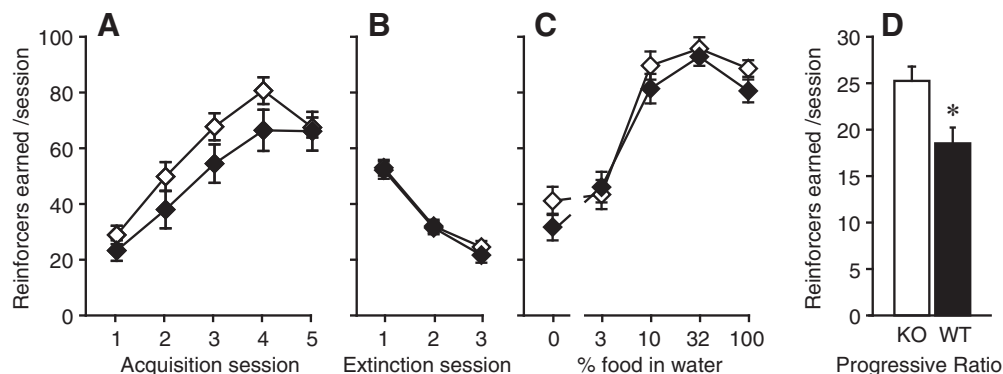 A
B
C
D
Reinforcers earned /session
100
80
60
40
20
0
1 2 3 4 5
Acquisition session
1 2 3
Extinction session
0 3 10 32 100
% food in water
Reinforcers earned/session
30
25
20
15
10
5
0
*
KO WT
Progressive Ratio